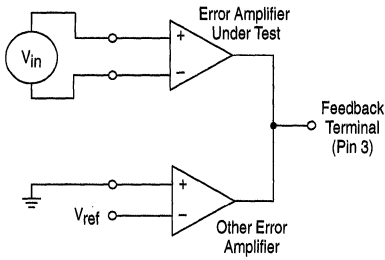 Error Amplifier
Under Test
Vin
+
−
Feedback
Terminal
(Pin 3)
+
Vref
−
Other Error
Amplifier